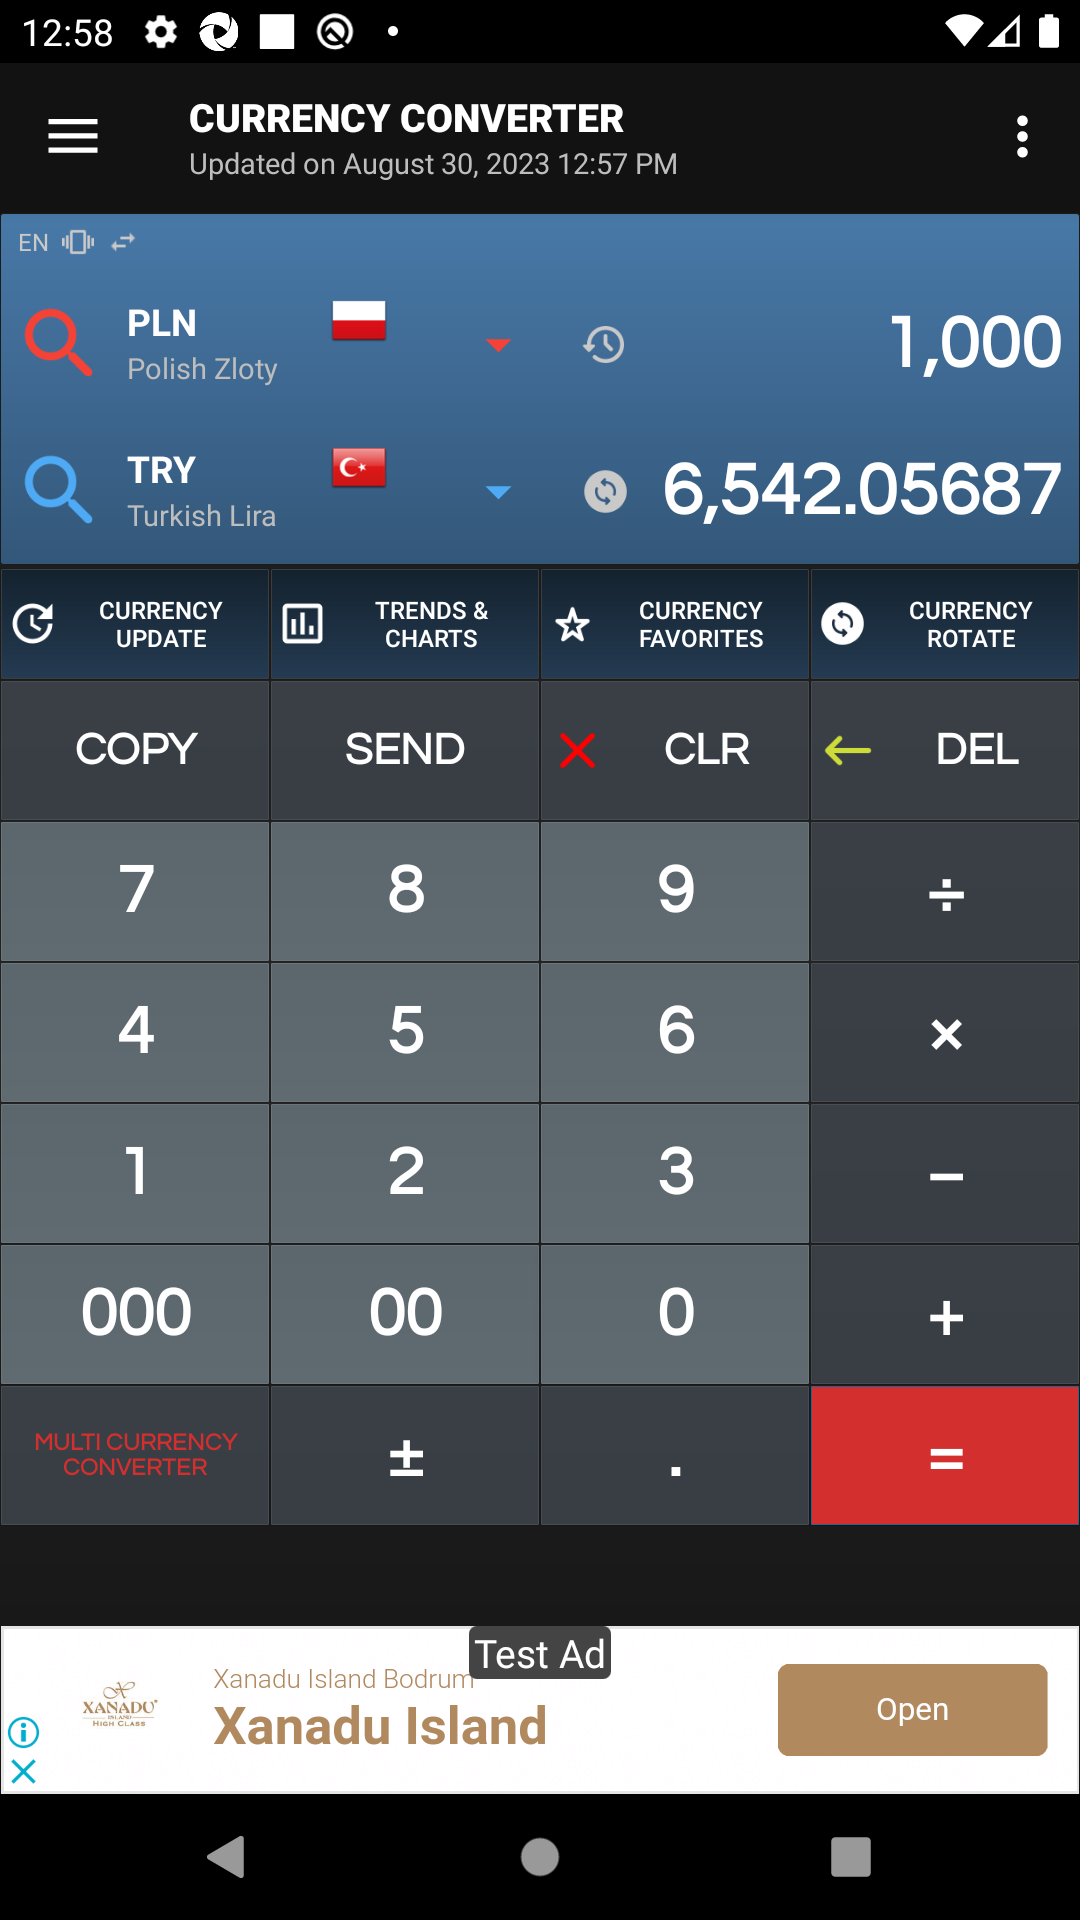 12:58
CURRENCY CONVERTER
Updated on August 30, 2023 12:57 PM
EN
PLN
Polish Zloty
1,000
TRY
Turkish Lira
6,542.05687
CURRENCY UPDATE
TRENDS & CHARTS
CURRENCY FAVORITES
CURRENCY ROTATE
COPY
SEND
CLR
DEL
7
8
9
÷
4
5
6
×
1
2
3
−
000
00
0
+
MULTI CURRENCY CONVERTER
±
.
=
Test Ad
XANADU
ISLAND
HIGH CLASS
Xanadu Island Bodrum
Xanadu Island
Open